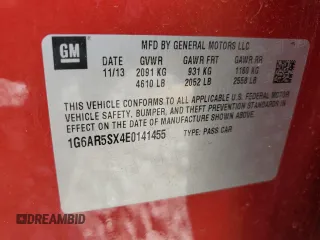 GM
MFD BY GENERAL MOTORS LLC
DATE GVWR GAWR FRT GAWR RR
11/13 2091 KG 931 KG 1160 KG
4610 LB 2052 LB 2558 LB
THIS VEHICLE CONFORMS TO ALL APPLICABLE U.S. FEDERAL MOTOR
VEHICLE SAFETY, BUMPER, AND THEFT PREVENTION STANDARDS IN
EFFECT ON THE DATE OF MANUFACTURE SHOWN ABOVE.
1G6AR5SX4E0141455 TYPE: PASS CAR
DREAMBID